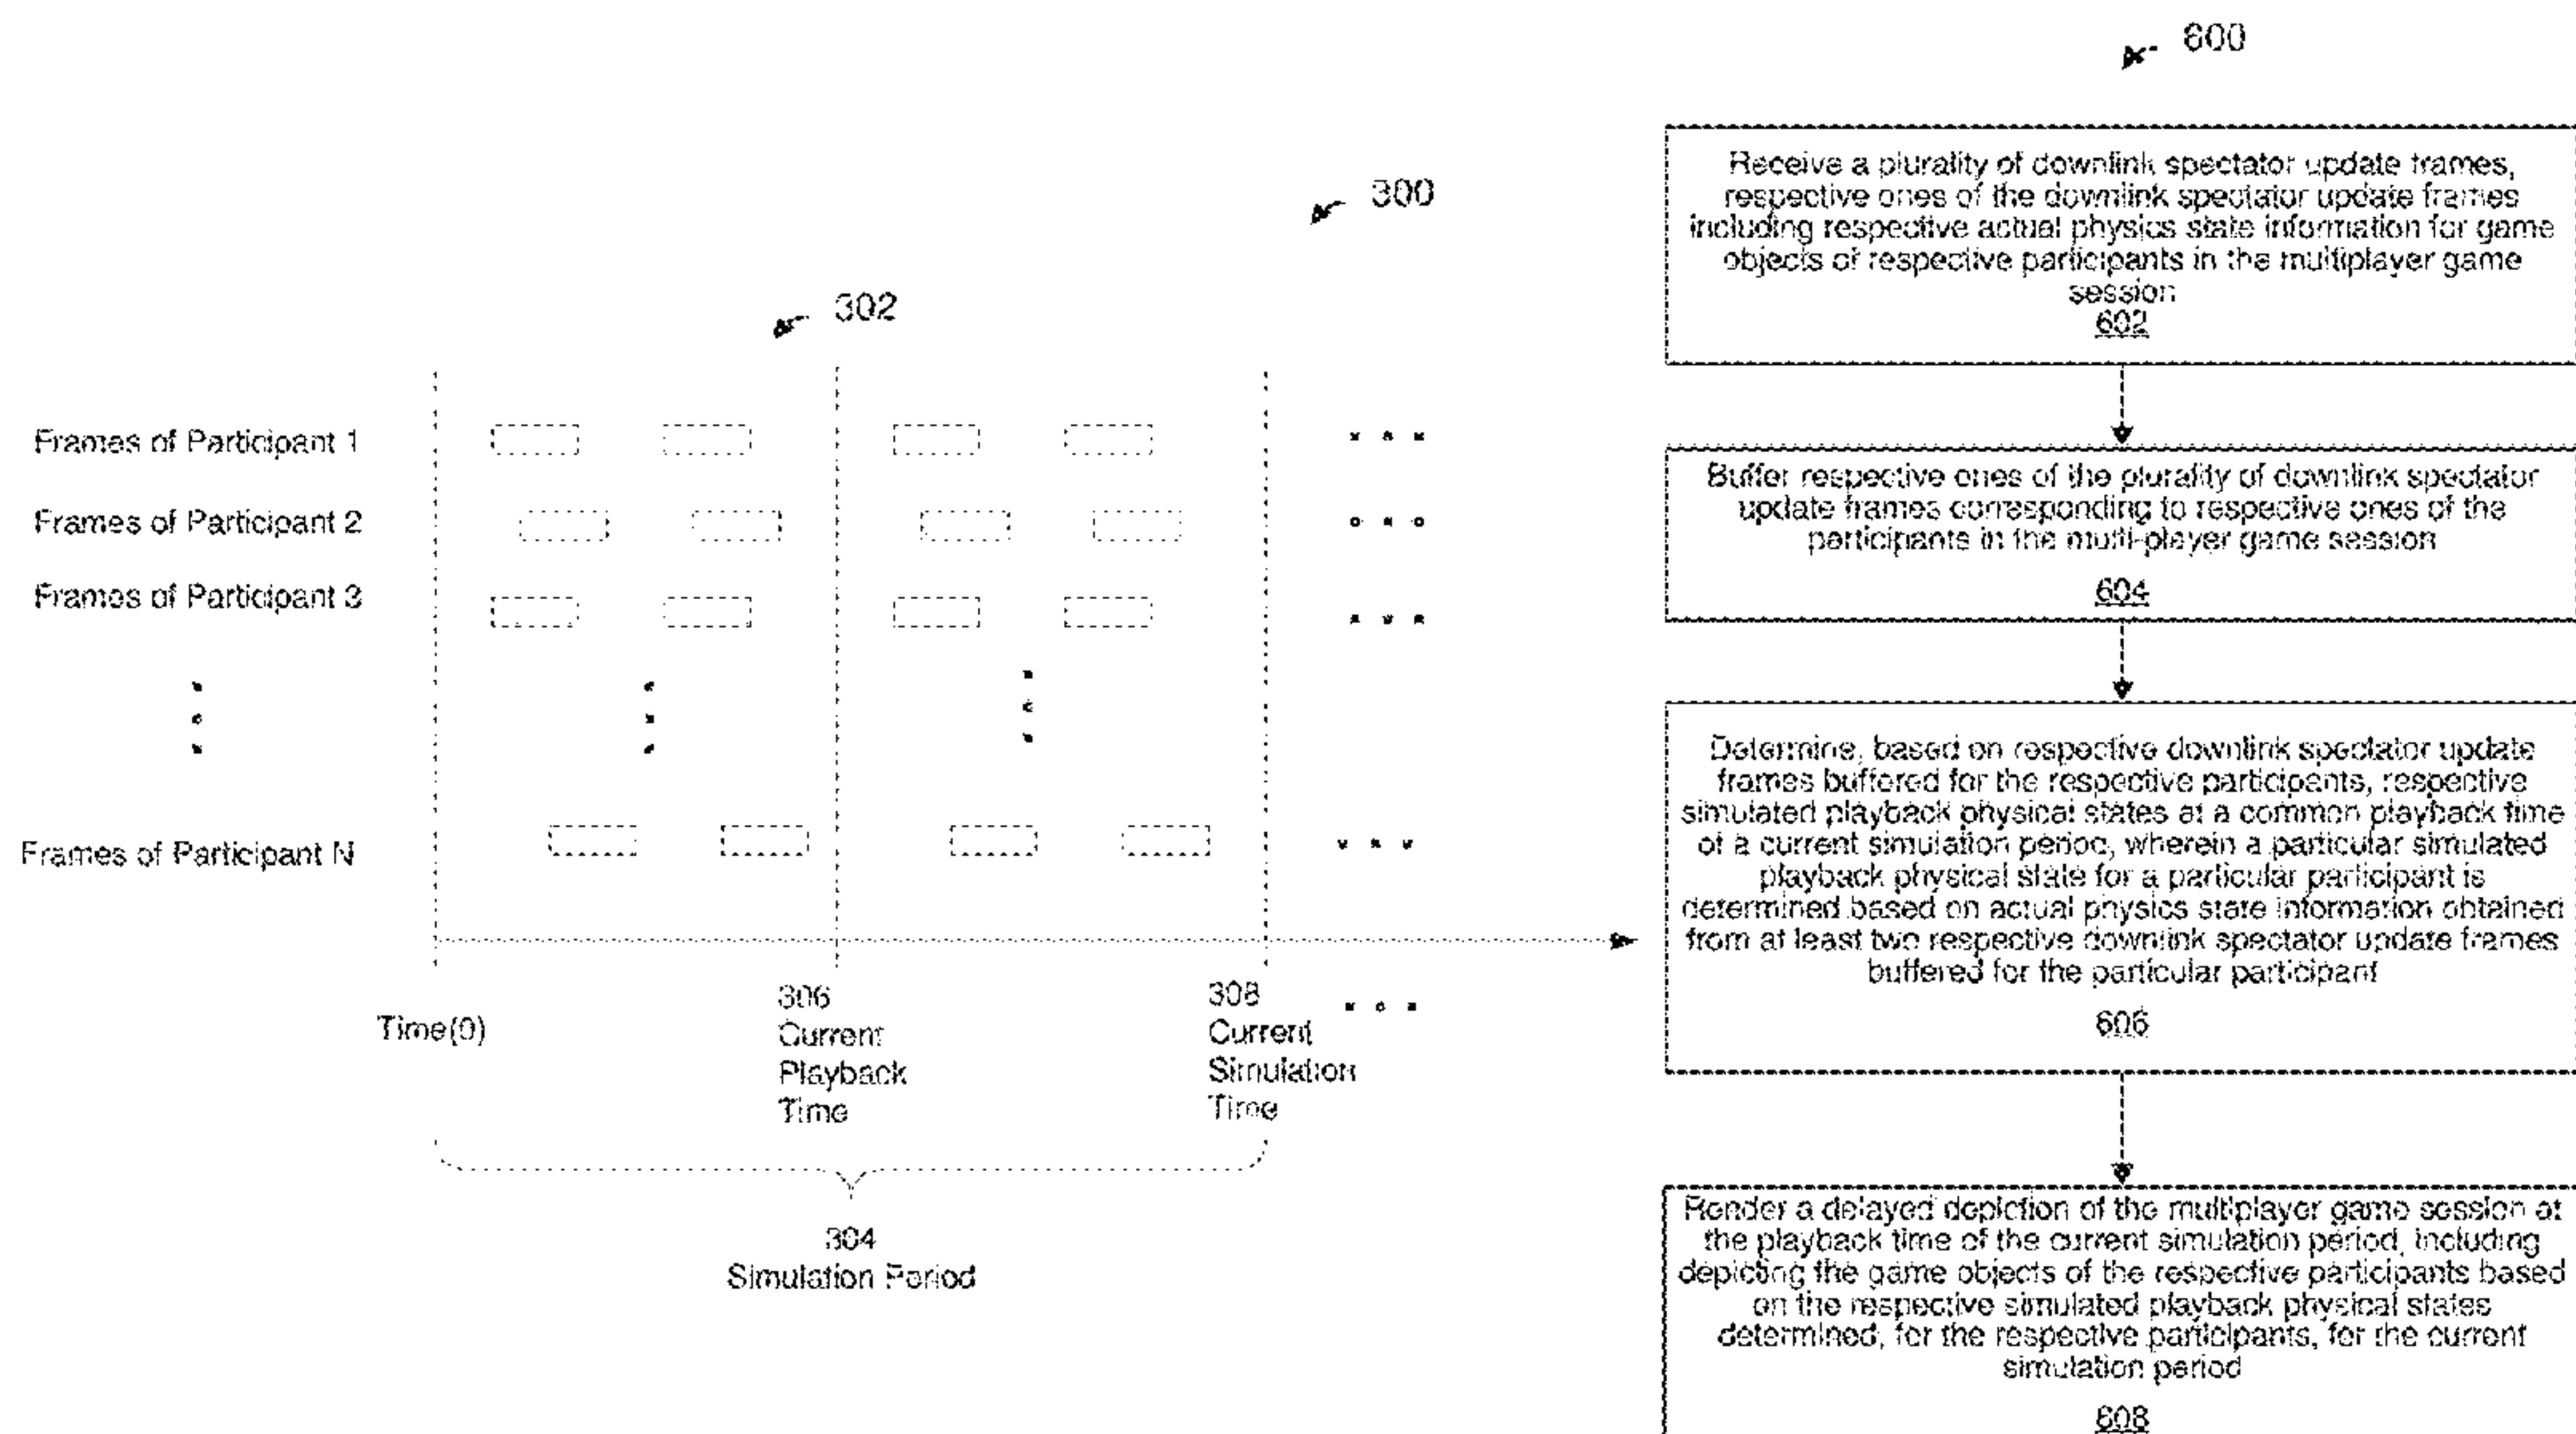 300
302
Frames of Participant 1
Frames of Participant 2
Frames of Participant 3
Frames of Participant N
Time(0)
306
Current
Playback
Time
308
Current
Simulation
Time
304
Simulation Period
600
Receive a plurality of downlink spectator update frames,
respective ones of the downlink spectator update frames
including respective actual physics state information for game
objects of respective participants in the multiplayer game
session
602
Buffer respective ones of the plurality of downlink spectator
update frames corresponding to respective ones of the
participants in the multi-player game session
604
Determine, based on respective downlink spectator update
frames buffered for the respective participants, respective
simulated playback physical states at a common playback time
of a current simulation period, wherein a particular simulated
playback physical state for a particular participant is
determined based on actual physics state information obtained
from at least two respective downlink spectator update frames
buffered for the particular participant
606
Render a delayed depiction of the multiplayer game session at
the playback time of the current simulation period, including
depicting the game objects of the respective participants based
on the respective simulated playback physical states
determined, for the respective participants, for the current
simulation period
608